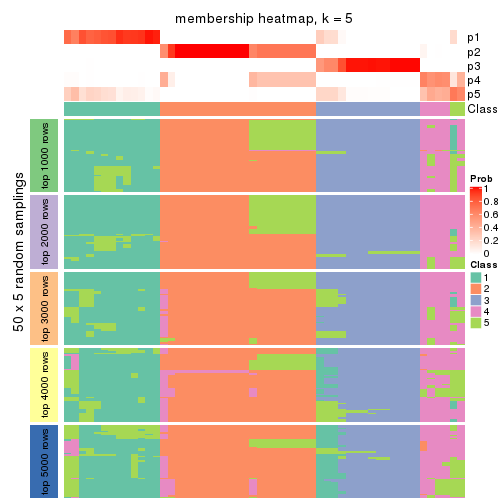 membership heatmap, k = 5
p1
p2
p3
p4
p5
Class
50 x 5 random samplings
top 1000 rows
top 2000 rows
top 3000 rows
top 4000 rows
top 5000 rows
Prob
1
0.8
0.6
0.4
0.2
0
Class
1
2
3
4
5